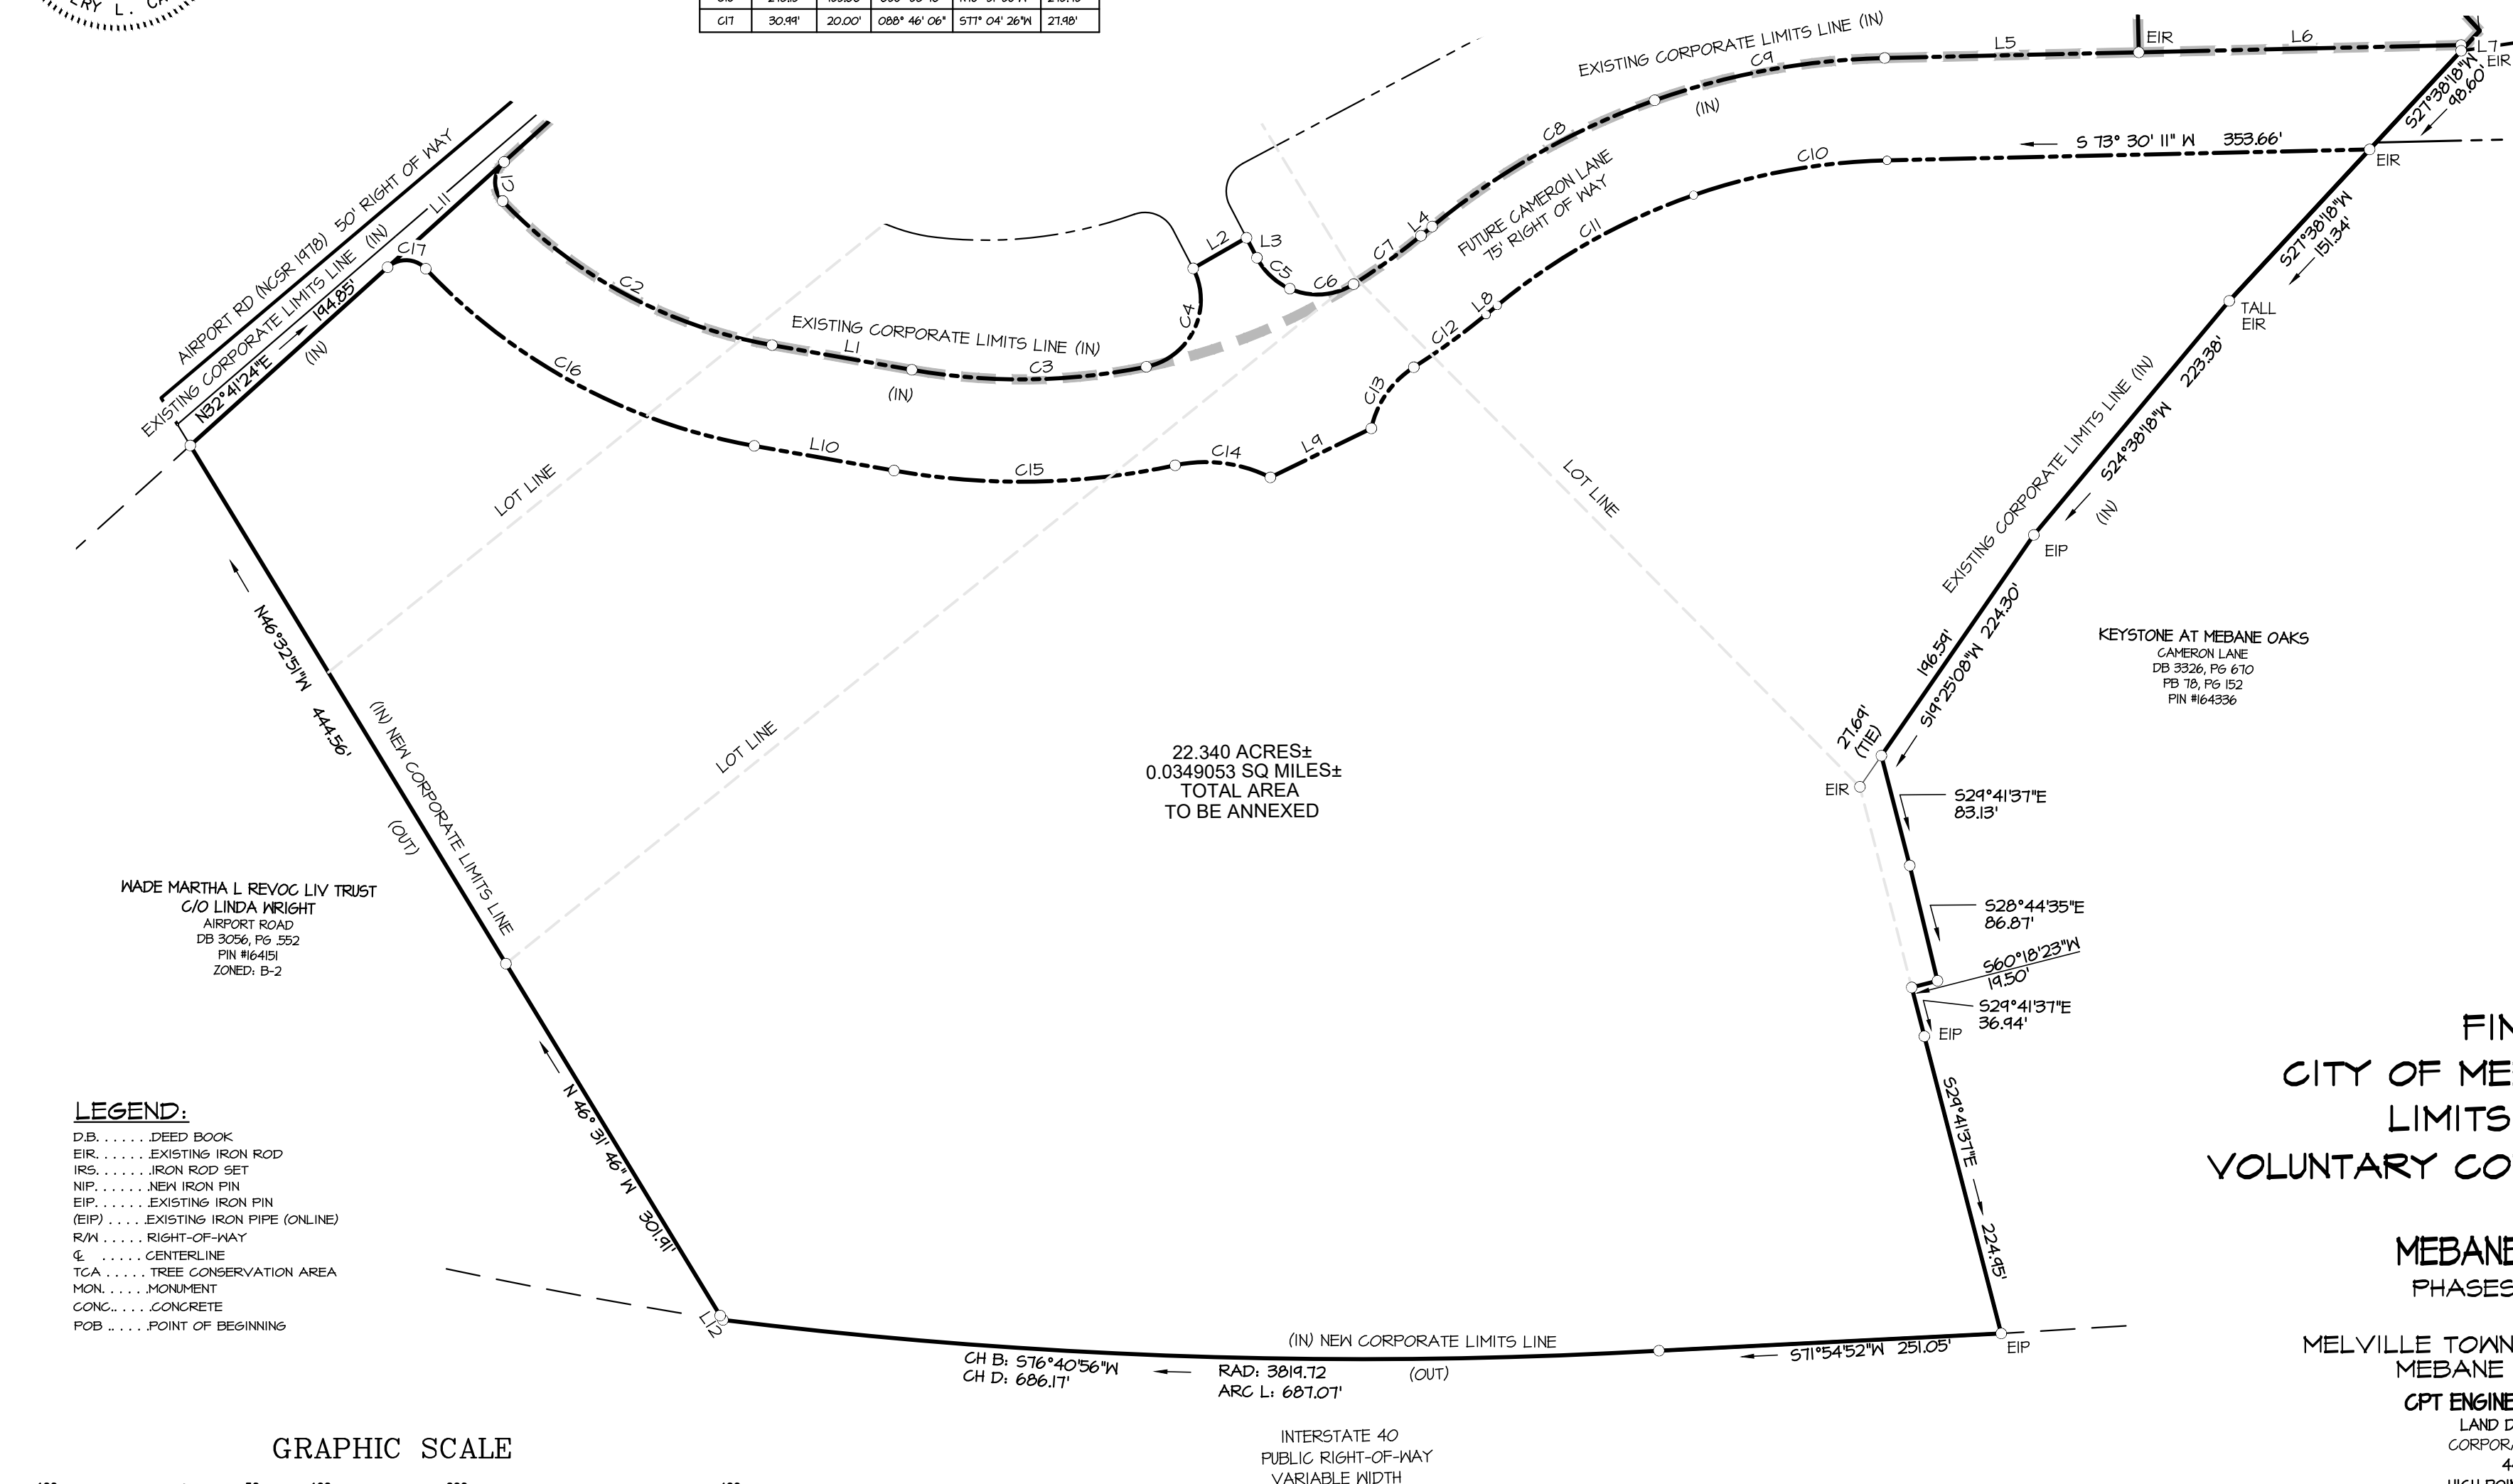 ERY L. CA
C17 30.99' 20.00' 088° 46' 06" S77° 04' 26"W 27.98'
EXISTING CORPORATE LIMITS LINE (IN)
C9
(IN)
L5
EIR
L6
L7
EIR
S27°38'18"W
98.60'
S 73° 30' 11" W 353.66'
EIR
AIRPORT RD (NCSR 1978) 50' RIGHT OF WAY
EXISTING CORPORATE LIMITS LINE (IN)
L11
C1
C17
N32°41'24"E 194.85'
(IN)
C2
C16
EXISTING CORPORATE LIMITS LINE (IN)
L1
C3
(IN)
C4
L2
L3
C5
C6
C7
L4
C8
FUTURE CAMERON LANE
75' RIGHT OF WAY
C10
C11
L8
C12
C13
L9
C14
C15
L10
LOT LINE
LOT LINE
LOT LINE
S27°38'18"W
151.34'
TALL
EIR
EXISTING CORPORATE LIMITS LINE (IN)
S24°38'18"W 223.38'
(IN)
EIP
196.59'
S19°25'08"W 224.30'
27.69'
(TIE)
EIR
KEYSTONE AT MEBANE OAKS
CAMERON LANE
DB 3326, PG 670
PB 78, PG 152
PIN #164336
N46°32'51"W 444.56'
(IN) NEW CORPORATE LIMITS LINE
(OUT)
22.340 ACRES±
0.0349053 SQ MILES±
TOTAL AREA
TO BE ANNEXED
S29°41'37"E
83.13'
S28°44'35"E
86.87'
S60°18'23"W
19.50'
S29°41'37"E
36.94'
EIP
S29°41'37"E 224.95'
WADE MARTHA L REVOC LIV TRUST
C/O LINDA WRIGHT
AIRPORT ROAD
DB 3056, PG .552
PIN #164151
ZONED: B-2
N 46° 31' 46" W 301.91'
L12
LEGEND:
D.B. . . . . . .DEED BOOK
EIR. . . . . . .EXISTING IRON ROD
IRS. . . . . . .IRON ROD SET
NIP. . . . . . .NEW IRON PIN
EIP. . . . . . .EXISTING IRON PIN
(EIP) . . . . .EXISTING IRON PIPE (ONLINE)
R/W . . . . . RIGHT-OF-WAY
℄ . . . . . CENTERLINE
TCA . . . . . TREE CONSERVATION AREA
MON. . . . . .MONUMENT
CONC.. . . . .CONCRETE
POB .. . . . .POINT OF BEGINNING
(IN) NEW CORPORATE LIMITS LINE
(OUT)
CH B: S76°40'56"W
CH D: 686.17'
RAD: 3819.72
ARC L: 687.07'
S71°54'52"W 251.05'
EIP
INTERSTATE 40
PUBLIC RIGHT-OF-WAY
VARIABLE WIDTH
GRAPHIC SCALE
FIN
CITY OF ME
LIMITS
VOLUNTARY CO
MEBANE
PHASES
MELVILLE TOWN
MEBANE
CPT ENGINE
LAND D
CORPORA